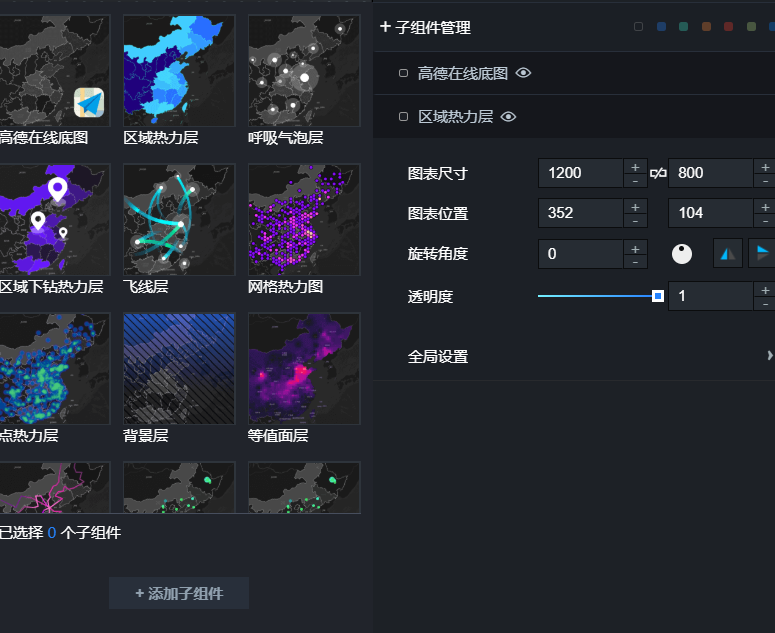 高德在线底图
区域热力层
呼吸气泡层
区域下钻热力层
飞线层
网格热力图
点热力层
背景层
等值面层
已选择 0 个子组件
+ 添加子组件
+ 子组件管理
高德在线底图
区域热力层
图表尺寸 1200 + - 800 + -
图表位置 352 + - 104 + -
旋转角度 0 + -
透明度 1 + -
全局设置